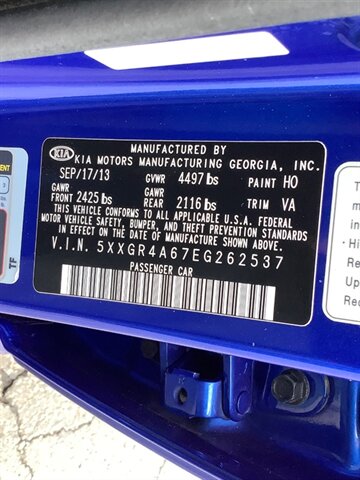 MANUFACTURED BY
KIA KIA MOTORS MANUFACTURING GEORGIA, INC.
SEP/17/13 GVWR 4497 lbs PAINT HO
GAWR GAWR
FRONT 2425 lbs REAR 2116 lbs TRIM VA
THIS VEHICLE CONFORMS TO ALL APPLICABLE U.S.A. FEDERAL
MOTOR VEHICLE SAFETY, BUMPER, AND THEFT PREVENTION STANDARDS
IN EFFECT ON THE DATE OF MANUFACTURE SHOWN ABOVE.
V.I.N. 5XXGR4A67EG262537
PASSENGER CAR
TF